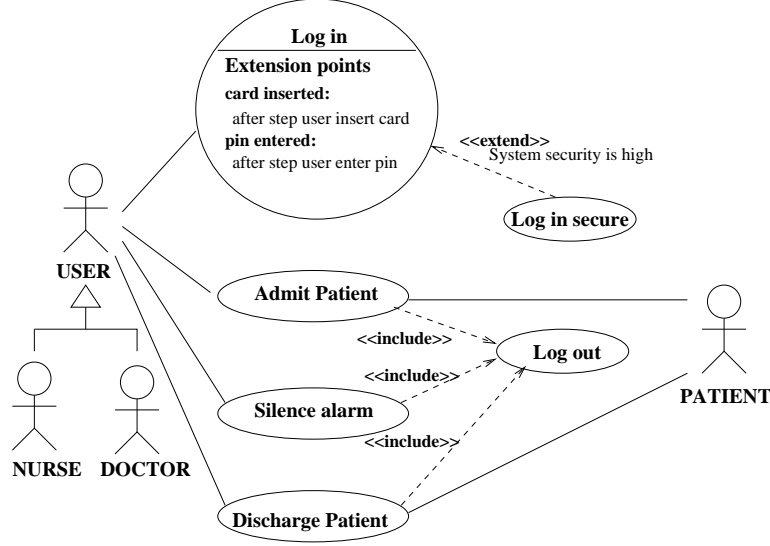 Log in
Extension points
card inserted:
after step user insert card
pin entered:
after step user enter pin
<<extend>>
System security is high
Log in secure
USER
Admit Patient
<<include>>
Log out
<<include>>
Silence alarm
PATIENT
<<include>>
NURSE
DOCTOR
Discharge Patient